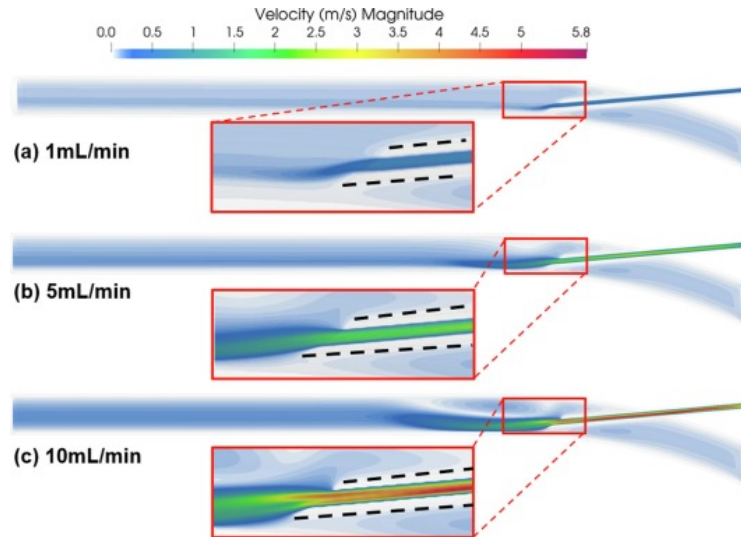 Velocity (m/s) Magnitude
0.0 0.5 1 1.5 2 2.5 3 3.5 4 4.5 5 5.8
(a) 1mL/min
(b) 5mL/min
(c) 10mL/min